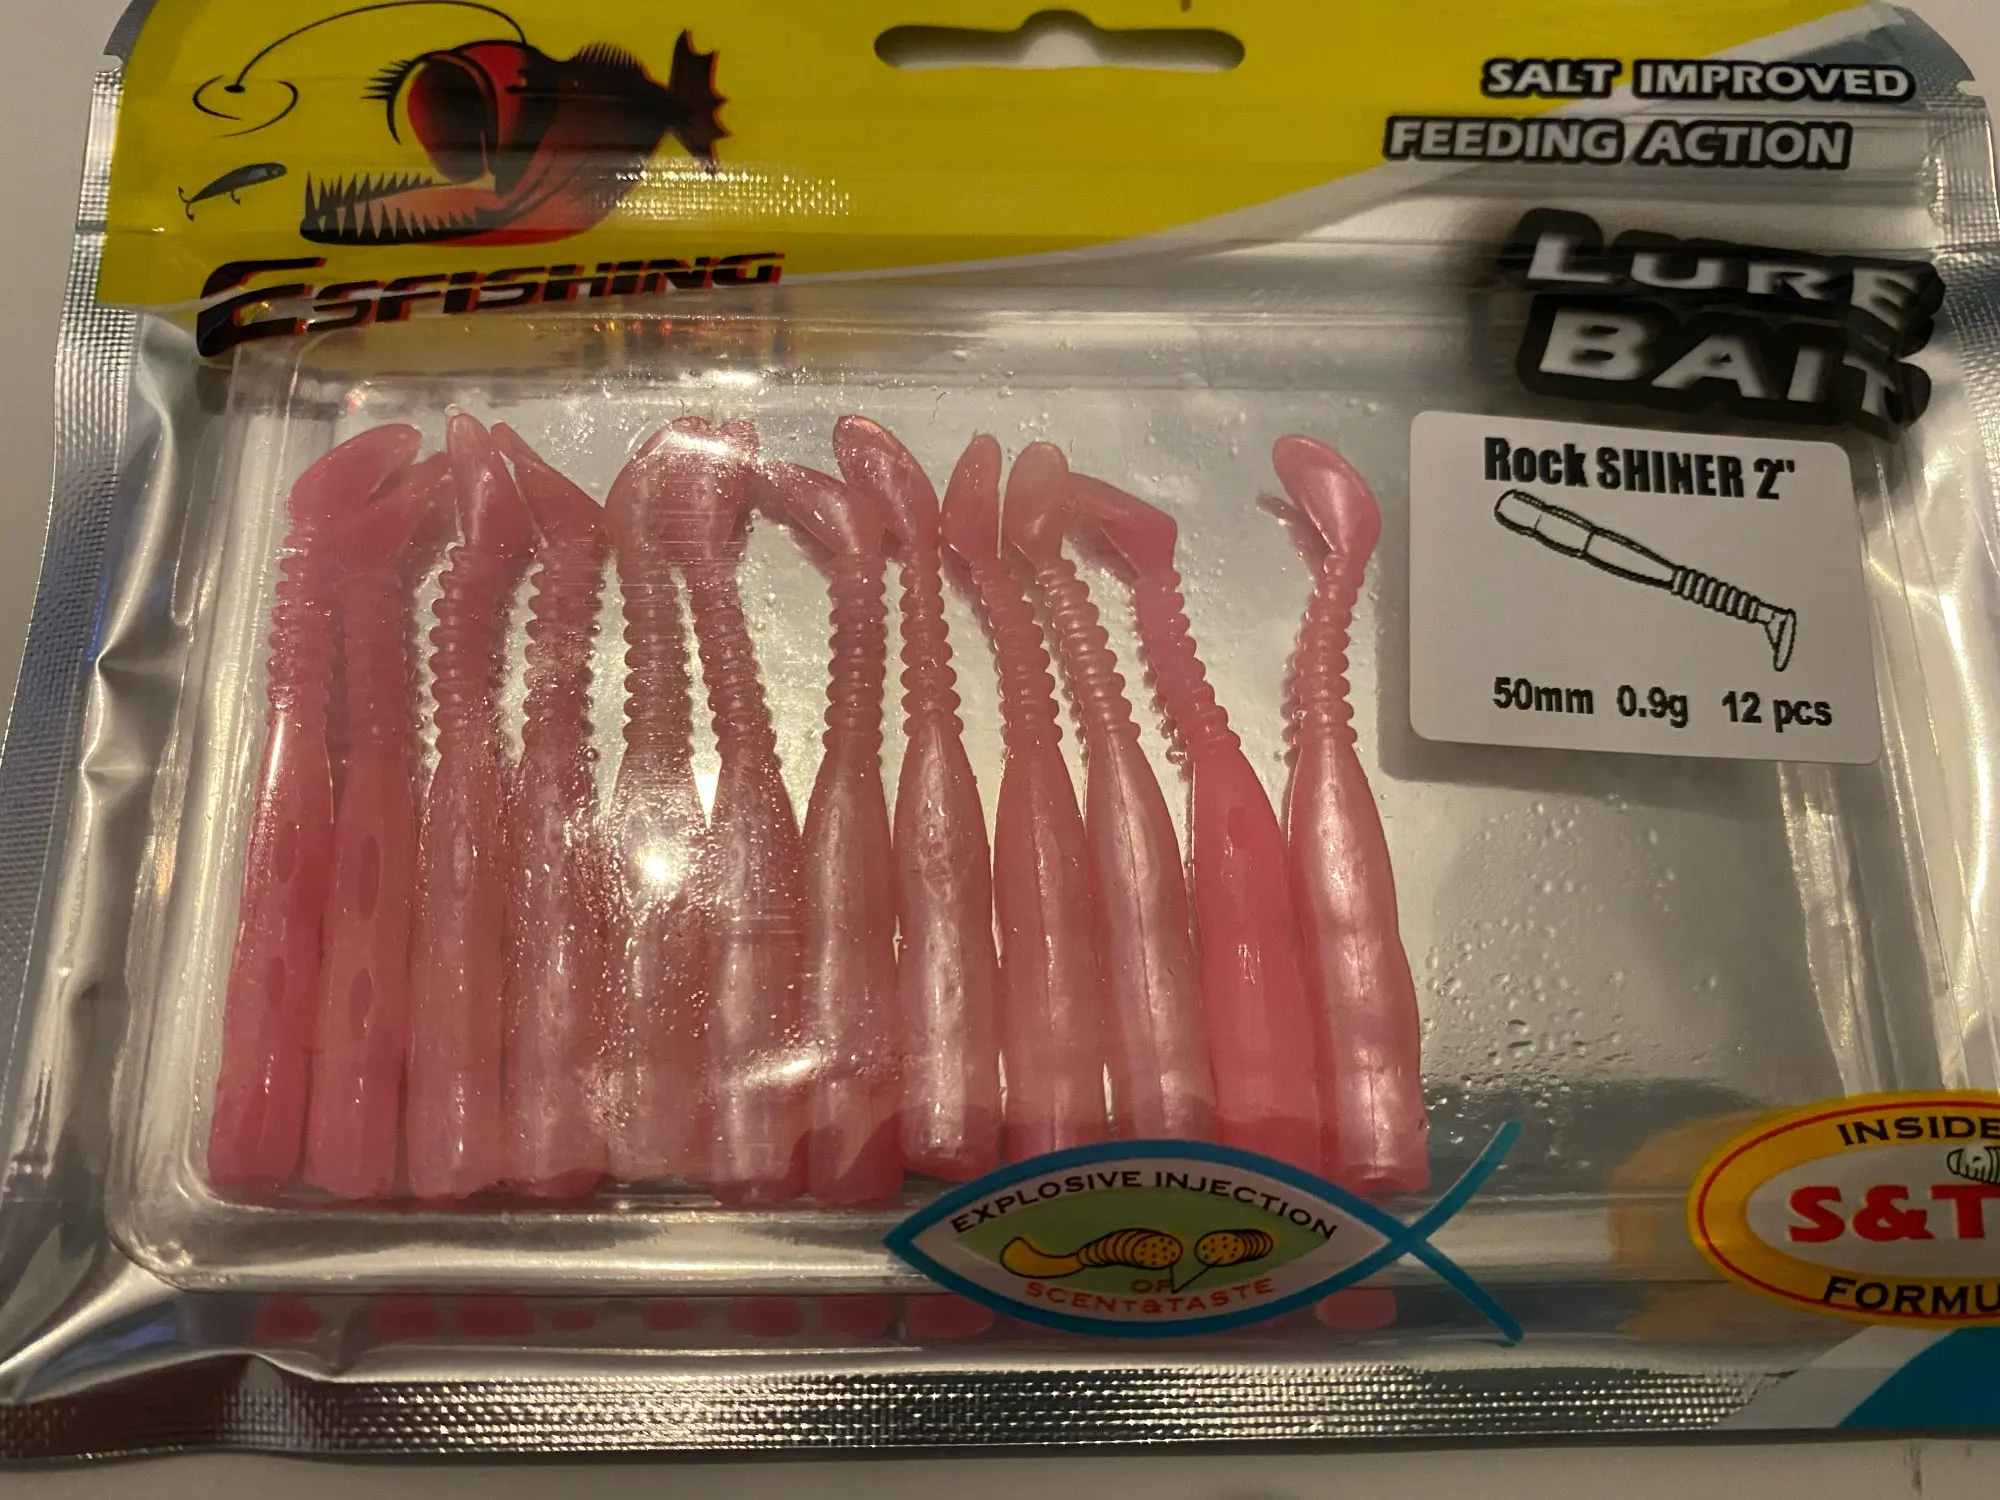 SALT IMPROVED
FEEDING ACTION
ESFISHING
LURE
BAIT
Rock SHINER 2"
50mm 0.9g 12 pcs
EXPLOSIVE INJECTION
OF
SCENT&TASTE
INSIDE
S&T
FORMU